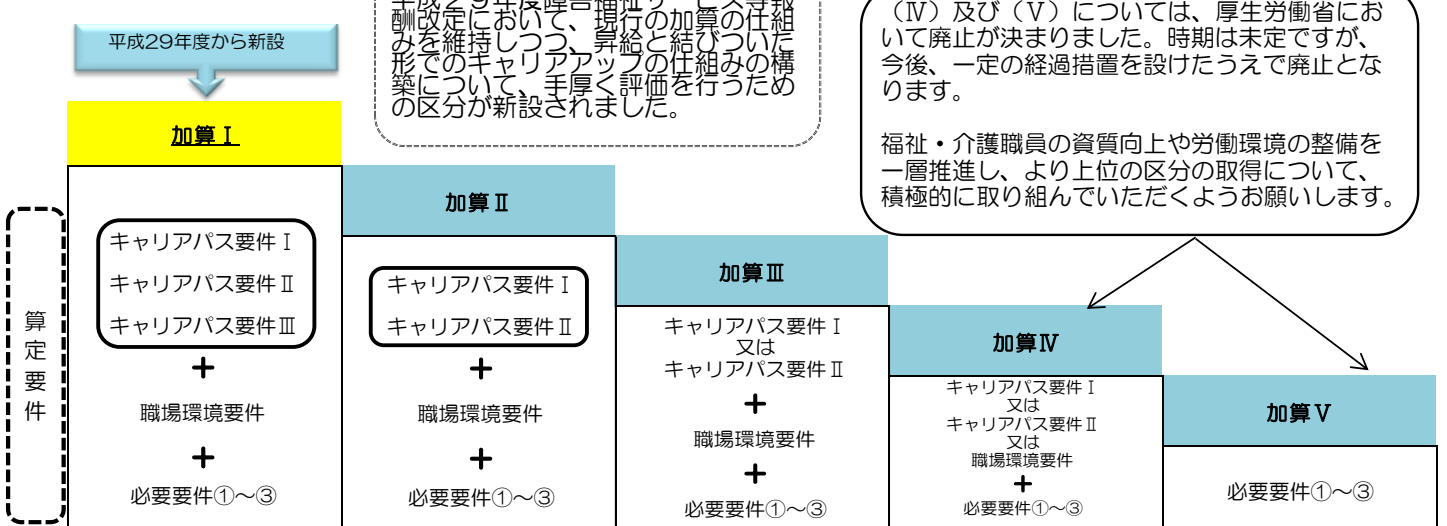 平成29年度障害福祉サービス等報
酬改定において、現行の加算の仕組
みを維持しつつ、昇給と結びついた
形でのキャリアアップの仕組みの構
築について、手厚く評価を行うため
の区分が新設されました。
(Ⅳ)及び(Ⅴ)については、厚生労働省にお
いて廃止が決まりました。時期は未定ですが、
今後、一定の経過措置を設けたうえで廃止とな
ります。
福祉・介護職員の資質向上や労働環境の整備を
一層推進し、より上位の区分の取得について、
積極的に取り組んでいただくようお願いします。
平成29年度から新設
算定要件
加算Ⅰ
キャリアパス要件Ⅰ
キャリアパス要件Ⅱ
キャリアパス要件Ⅲ
+
職場環境要件
+
必要要件①~③
加算Ⅱ
キャリアパス要件Ⅰ
キャリアパス要件Ⅱ
+
職場環境要件
+
必要要件①~③
加算Ⅲ
キャリアパス要件Ⅰ
又は
キャリアパス要件Ⅱ
+
職場環境要件
+
必要要件①~③
加算Ⅳ
キャリアパス要件Ⅰ
又は
キャリアパス要件Ⅱ
又は
職場環境要件
+
必要要件①~③
加算Ⅴ
必要要件①~③